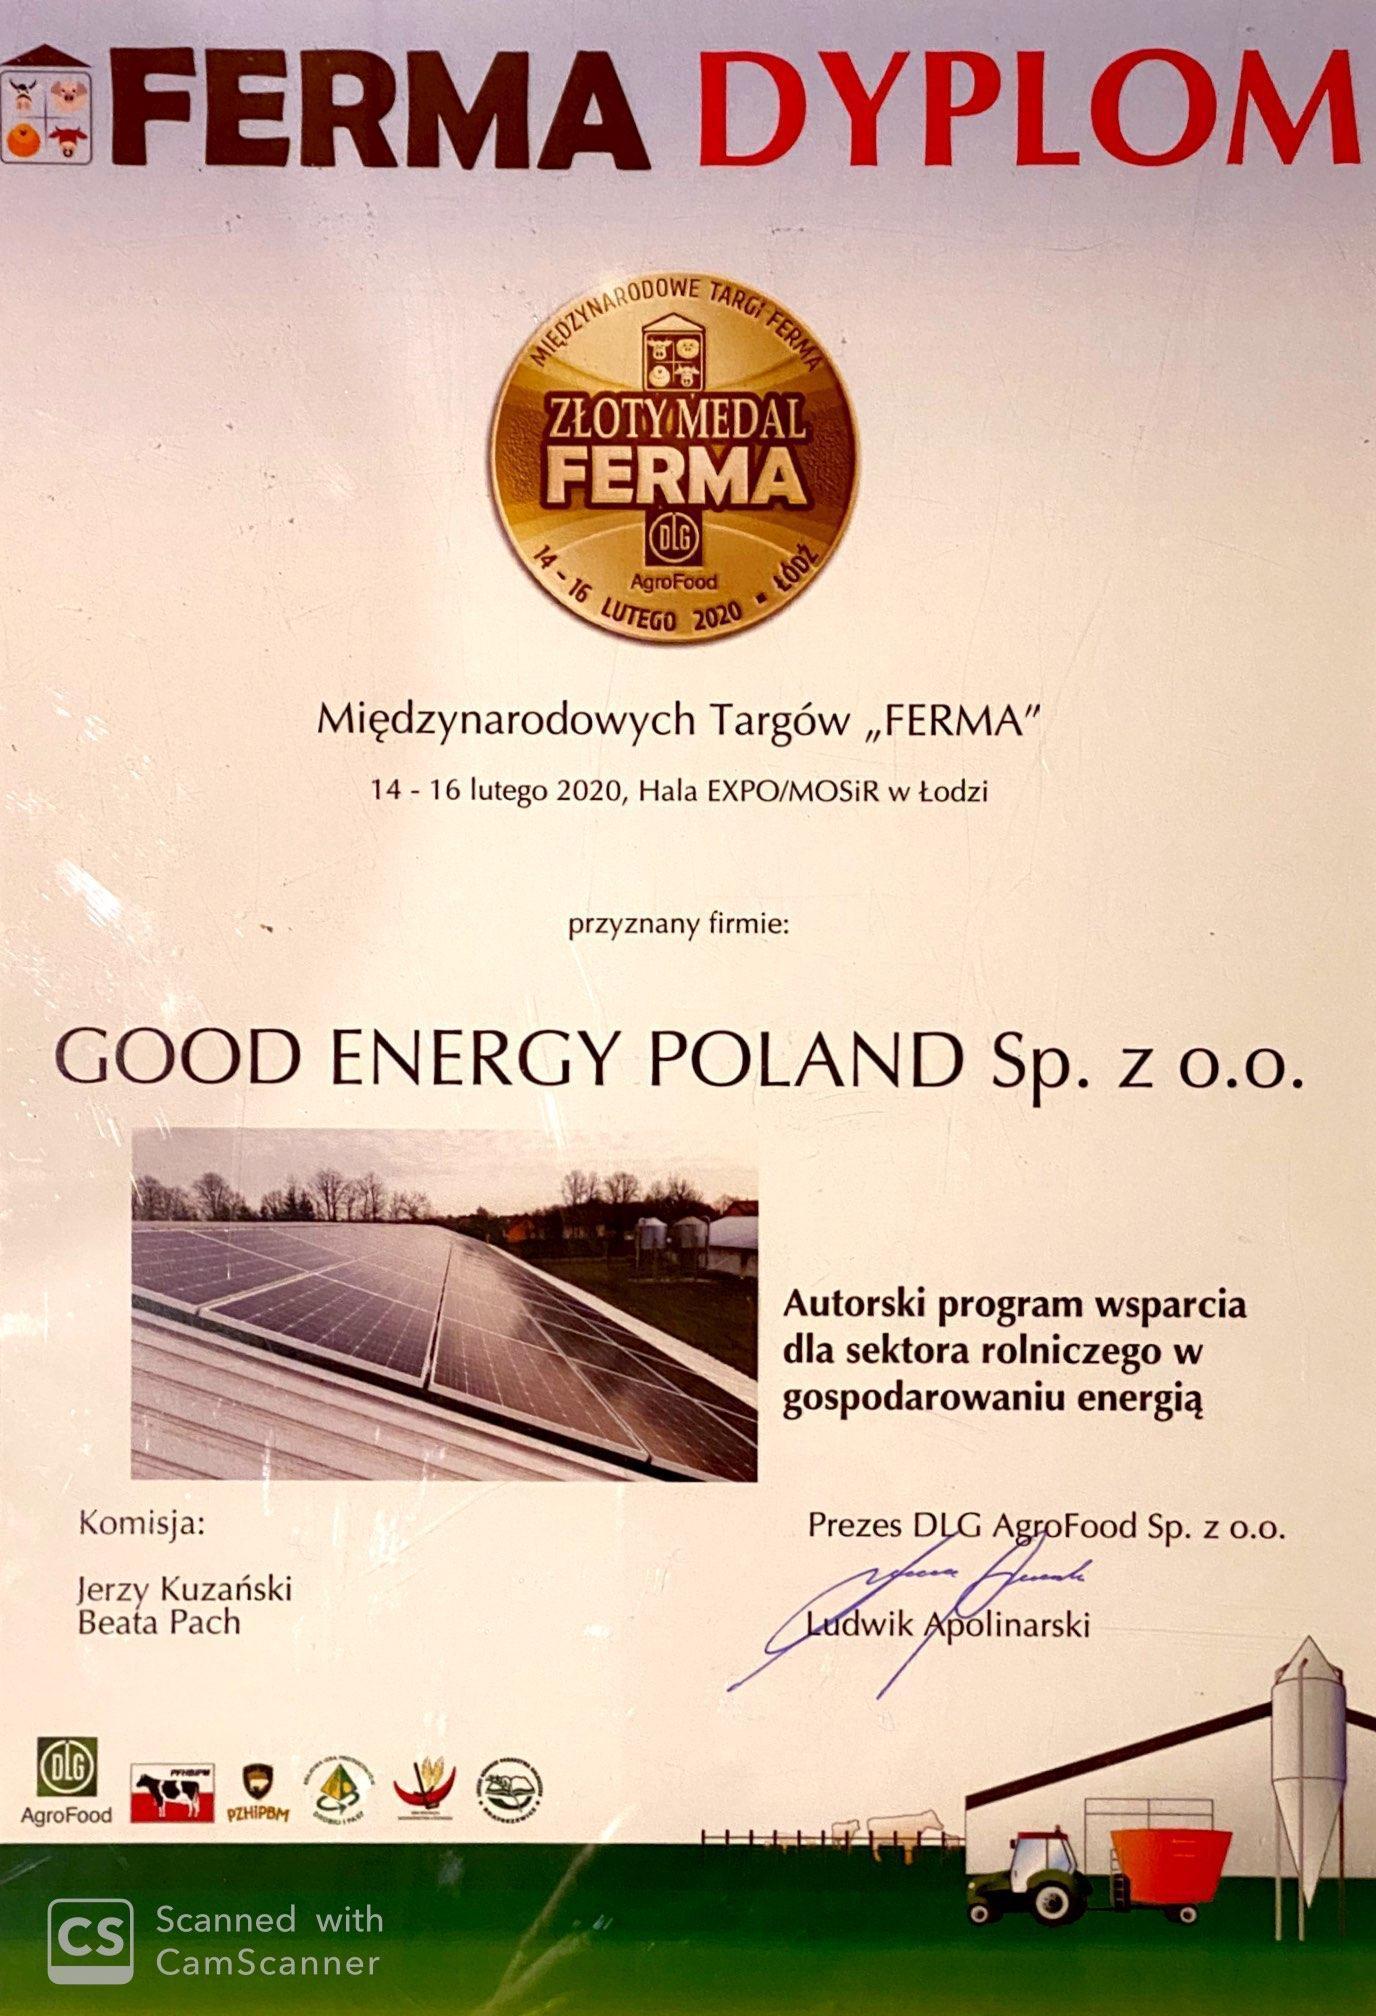 FERMA DYPLOM
MIĘDZYNARODOWE TARGI FERMA
ZŁOTY MEDAL
FERMA
DLG
AgroFood
14 - 16 LUTEGO 2020 ▪ ŁÓDŹ
Międzynarodowych Targów „FERMA”
14 - 16 lutego 2020, Hala EXPO/MOSiR w Łodzi
przyznany firmie:
GOOD ENERGY POLAND Sp. z o.o.
Autorski program wsparcia
dla sektora rolniczego w
gospodarowaniu energią
Komisja:
Jerzy Kuzański
Beata Pach
Prezes DLG AgroFood Sp. z o.o.
Ludwik Apolinarski
DLG
AgroFood
PFHBiPM
PZHiPBM
DROBIU I PASZ
CS Scanned with
CamScanner